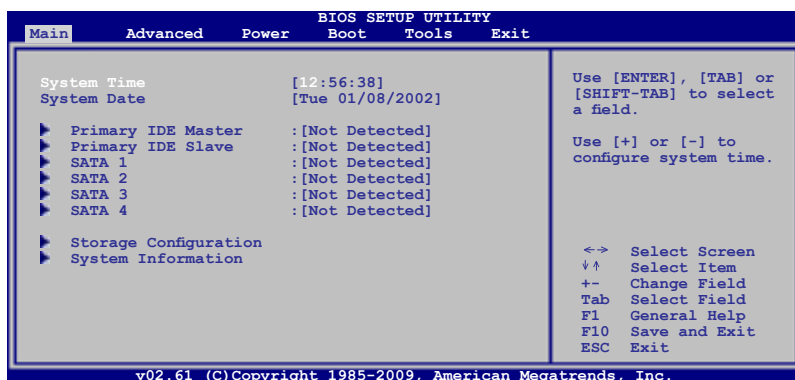 BIOS SETUP UTILITY
Main Advanced Power Boot Tools Exit
System Time [12:56:38]
System Date [Tue 01/08/2002]
Primary IDE Master :[Not Detected]
Primary IDE Slave :[Not Detected]
SATA 1 :[Not Detected]
SATA 2 :[Not Detected]
SATA 3 :[Not Detected]
SATA 4 :[Not Detected]
Storage Configuration
System Information
Use [ENTER], [TAB] or
[SHIFT-TAB] to select
a field.
Use [+] or [-] to
configure system time.
←→ Select Screen
↓↑ Select Item
+- Change Field
Tab Select Field
F1 General Help
F10 Save and Exit
ESC Exit
v02.61 (C)Copyright 1985-2009, American Megatrends, Inc.